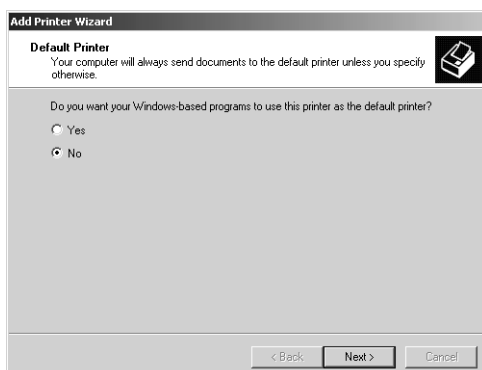 Add Printer Wizard
Default Printer
Your computer will always send documents to the default printer unless you specify
otherwise.
Do you want your Windows-based programs to use this printer as the default printer?
Yes
No
< Back
Next >
Cancel